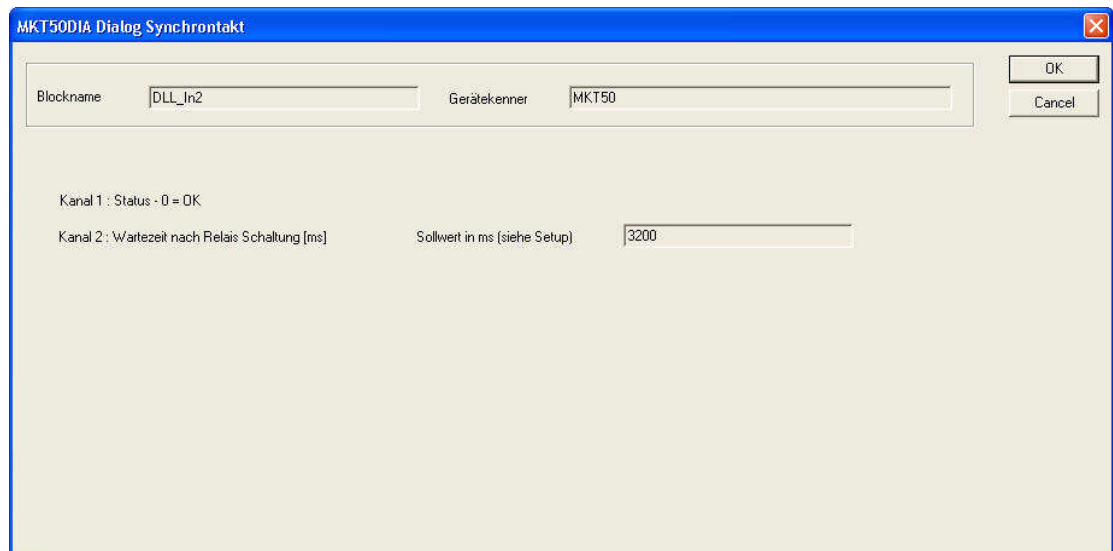 MKT50DIA Dialog Synchrontakt
Blockname DLL_In2 Gerätekenner MKT50
OK
Cancel
Kanal 1 : Status - 0 = OK
Kanal 2 : Wartezeit nach Relais Schaltung [ms] Sollwert in ms (siehe Setup) 3200